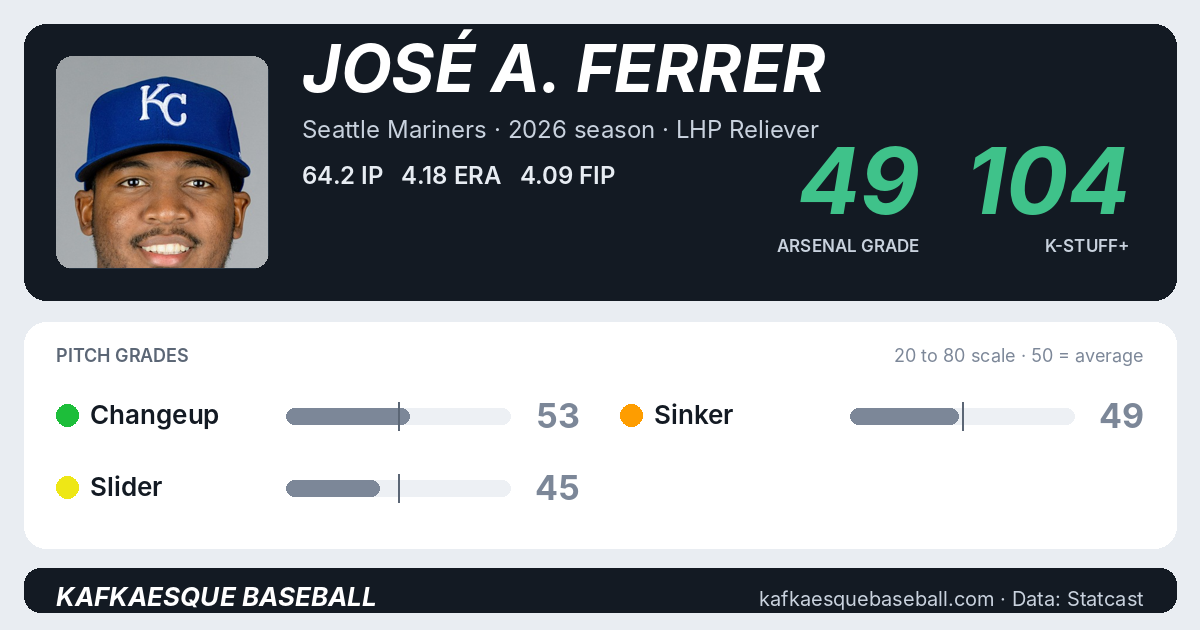 KC
JOSÉ A. FERRER
Seattle Mariners · 2026 season · LHP Reliever
64.2 IP 4.18 ERA 4.09 FIP
49 104
ARSENAL GRADE K-STUFF+
PITCH GRADES 20 to 80 scale · 50 = average
Changeup 53 Sinker 49
Slider 45
KAFKAESQUE BASEBALL kafkaesquebaseball.com · Data: Statcast